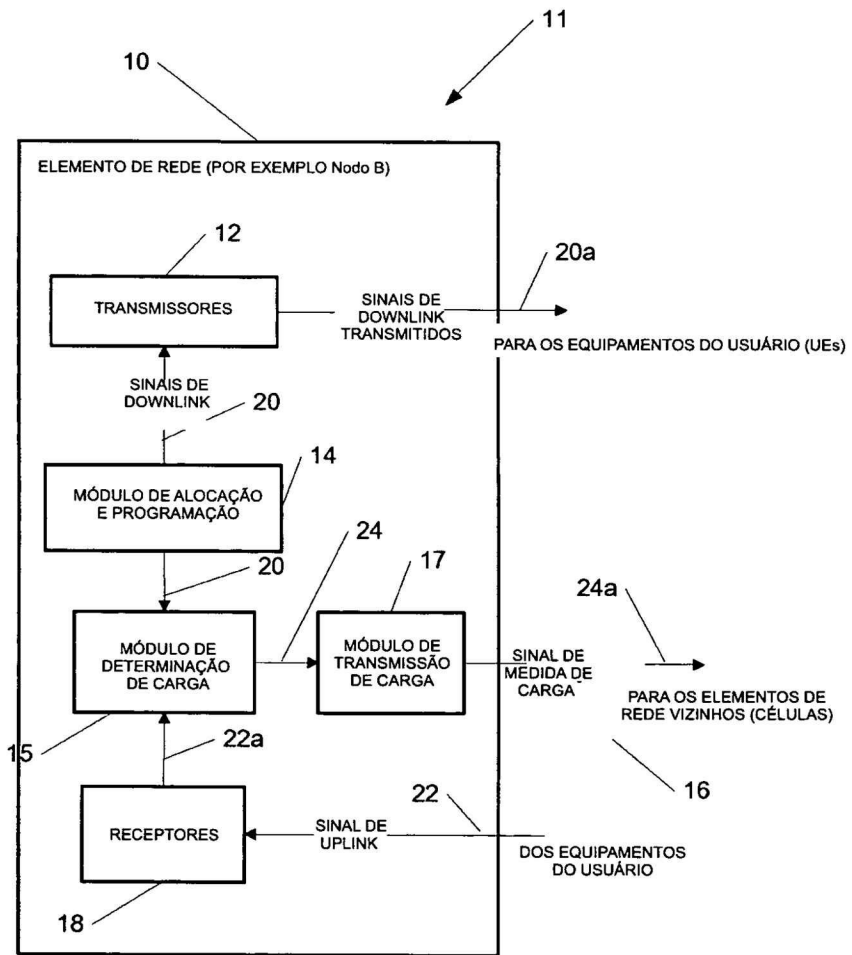 11
10
ELEMENTO DE REDE (POR EXEMPLO Nodo B)
12
20a
TRANSMISSORES
SINAIS DE
DOWNLINK
TRANSMITIDOS
PARA OS EQUIPAMENTOS DO USUÁRIO (UEs)
SINAIS DE
DOWNLINK
20
14
MÓDULO DE ALOCAÇÃO
E PROGRAMAÇÃO
20
24
17
24a
MÓDULO DE
DETERMINAÇÃO
DE CARGA
MÓDULO DE
TRANSMISSÃO
DE CARGA
SINAL DE
MEDIDA DE
CARGA
PARA OS ELEMENTOS DE
REDE VIZINHOS (CÉLULAS)
15
22a
16
22
RECEPTORES
SINAL DE
UPLINK
DOS EQUIPAMENTOS
DO USUÁRIO
18